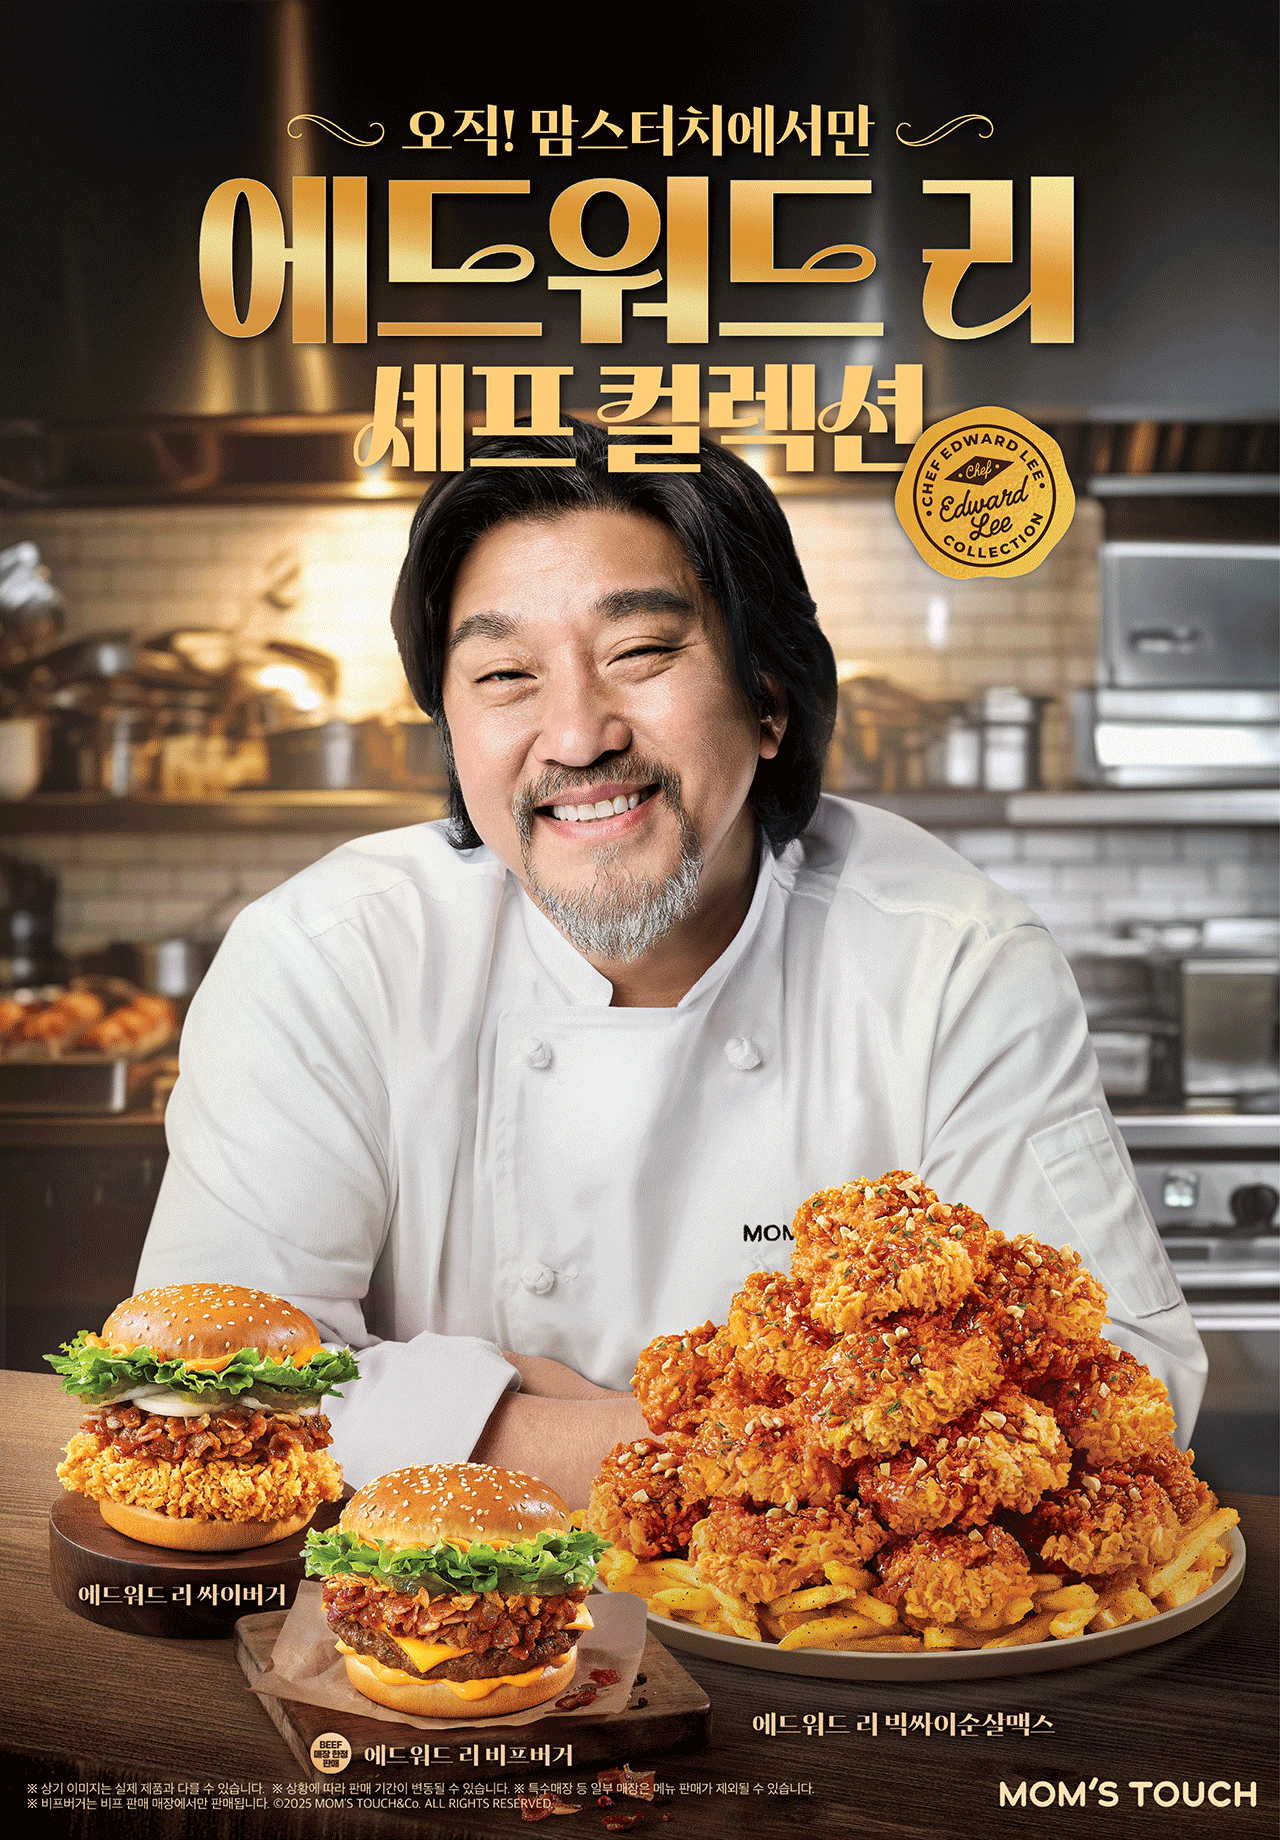 오직! 맘스터치에서만
에드워드 리
셰프 컬렉션
CHEF EDWARD LEE
Chef
Edward
Lee
COLLECTION
MOM
에드워드 리 싸이버거
BEEF
매장 한정
판매
에드워드 리 비프버거
에드워드 리 빅싸이순살맥스
※ 상기 이미지는 실제 제품과 다를 수 있습니다. ※ 상황에 따라 판매 기간이 변동될 수 있습니다. ※ 특수매장 등 일부 매장은 메뉴 판매가 제외될 수 있습니다.
※ 비프버거는 비프 판매 매장에서만 판매됩니다. ©2025 MOM'S TOUCH&Co. ALL RIGHTS RESERVED.
MOM'S TOUCH